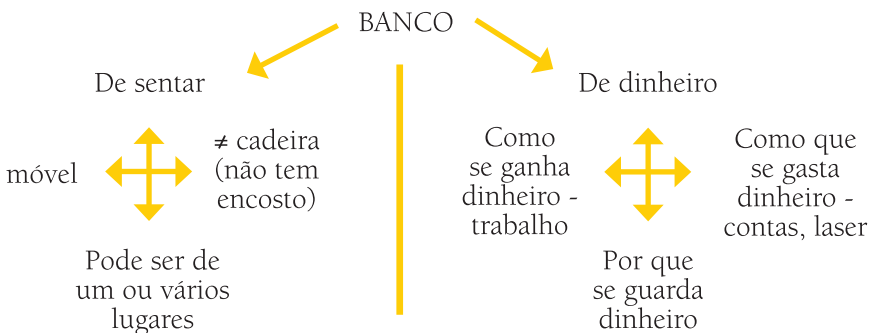 BANCO
De sentar
móvel
≠ cadeira
(não tem
encosto)
Pode ser de
um ou vários
lugares
De dinheiro
Como
se ganha
dinheiro -
trabalho
Como que
se gasta
dinheiro -
contas, laser
Por que
se guarda
dinheiro